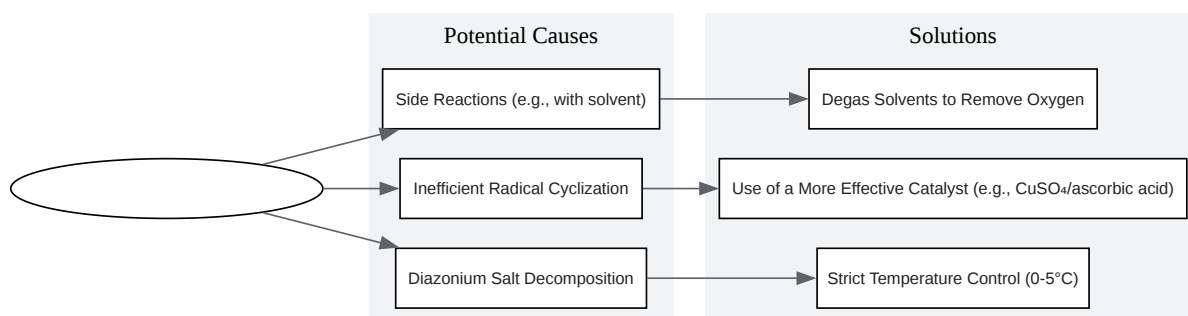 Potential Causes
Solutions
Side Reactions (e.g., with solvent)
Degas Solvents to Remove Oxygen
Inefficient Radical Cyclization
Use of a More Effective Catalyst (e.g., CuSO₄/ascorbic acid)
Diazonium Salt Decomposition
Strict Temperature Control (0-5°C)